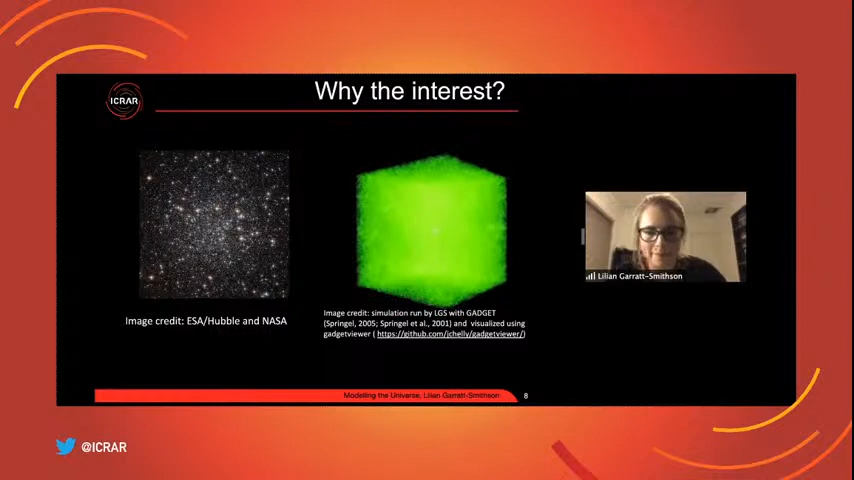 Why the interest?
ICRAR
Image credit: ESA/Hubble and NASA
Image credit: simulation run by LGS with GADGET
(Springel, 2005; Springel et al., 2001) and visualized using
gadgetviewer ( https://github.com/jchelly/gadgetviewer/)
Lilian Garratt-Smithson
Modelling the Universe, Lilian Garratt-Smithson
8
@ICRAR